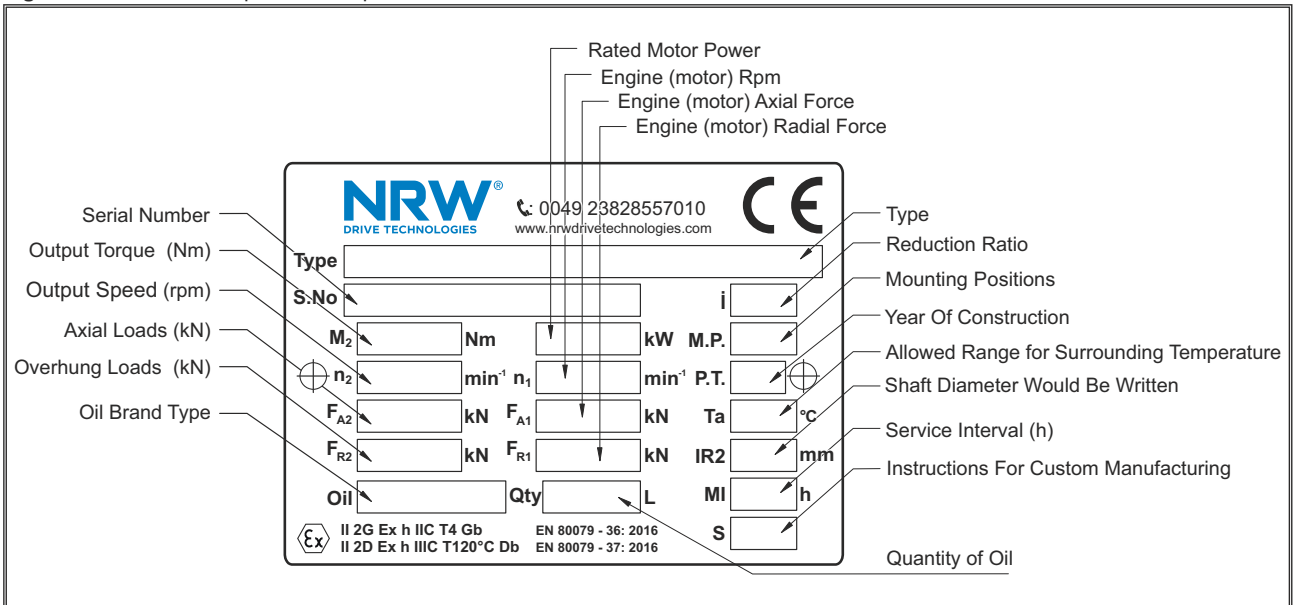 Rated Motor Power
Engine (motor) Rpm
Engine (motor) Axial Force
Engine (motor) Radial Force
NRW®
DRIVE TECHNOLOGIES
: 0049 23828557010
www.nrwdrivetechnologies.com
CE
Serial Number
Output Torque (Nm)
Output Speed (rpm)
Axial Loads (kN)
Overhung Loads (kN)
Oil Brand Type
Type
S.No
i
M₂ Nm kW M.P.
n₂ min⁻¹ n₁ min⁻¹ P.T.
FA2 kN FA1 kN Ta °C
FR2 kN FR1 kN IR2 mm
Oil Qty L MI h
S
Ex II 2G Ex h IIC T4 Gb EN 80079 - 36: 2016
II 2D Ex h IIIC T120°C Db EN 80079 - 37: 2016
Type
Reduction Ratio
Mounting Positions
Year Of Construction
Allowed Range for Surrounding Temperature
Shaft Diameter Would Be Written
Service Interval (h)
Instructions For Custom Manufacturing
Quantity of Oil